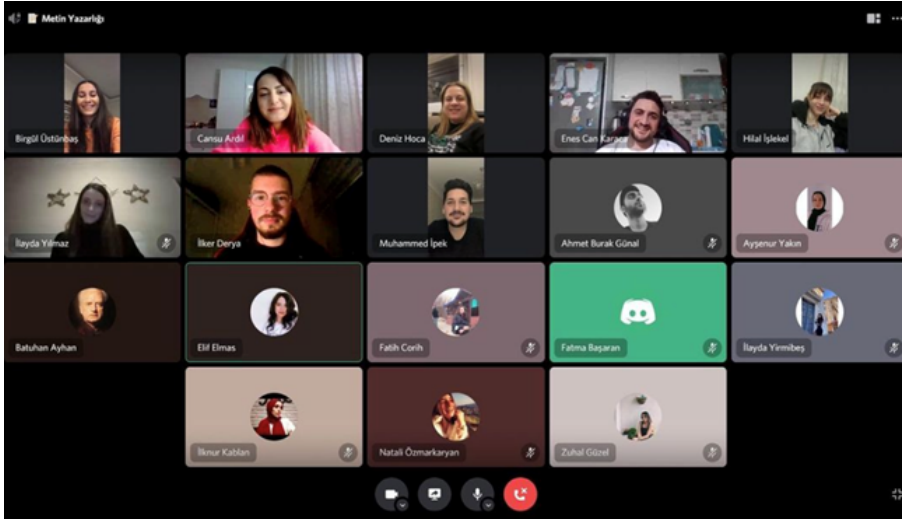 Metin Yazarlığı
Birgül Üstünbaş
Cansu Ardıl
Deniz Hoca
Enes Can Karaca
Hilal İşlekel
İlayda Yılmaz
İlker Derya
Muhammed İpek
Ahmet Burak Günal
Ayşenur Yakın
Batuhan Ayhan
Elif Elmas
Fatih Corih
Fatma Başaran
İlayda Yirmibeş
İlknur Kablan
Natali Özmarkaryan
Zuhal Güzel